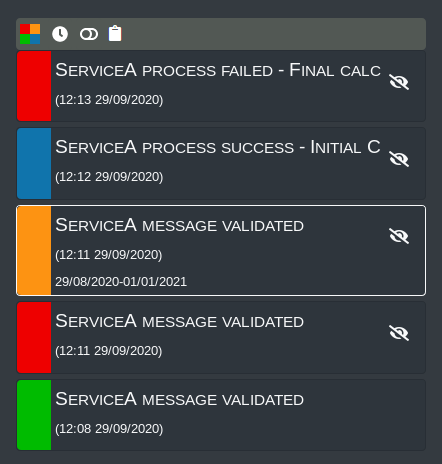 ServiceA process failed - Final calc
(12:13 29/09/2020)
ServiceA process success - Initial C
(12:12 29/09/2020)
ServiceA message validated
(12:11 29/09/2020)
29/08/2020-01/01/2021
ServiceA message validated
(12:11 29/09/2020)
ServiceA message validated
(12:08 29/09/2020)